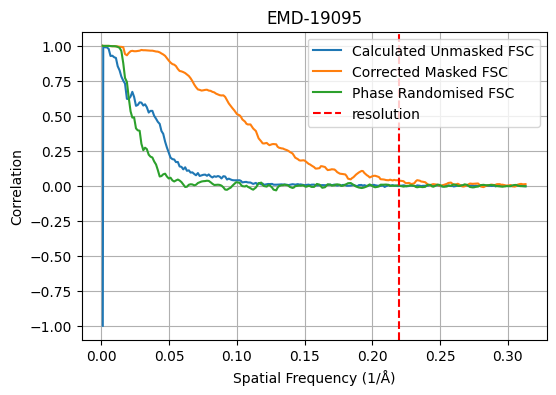 EMD-19095
Calculated Unmasked FSC
Corrected Masked FSC
Phase Randomised FSC
resolution
Correlation
1.00
0.75
0.50
0.25
0.00
−0.25
−0.50
−0.75
−1.00
0.00 0.05 0.10 0.15 0.20 0.25 0.30
Spatial Frequency (1/Å)